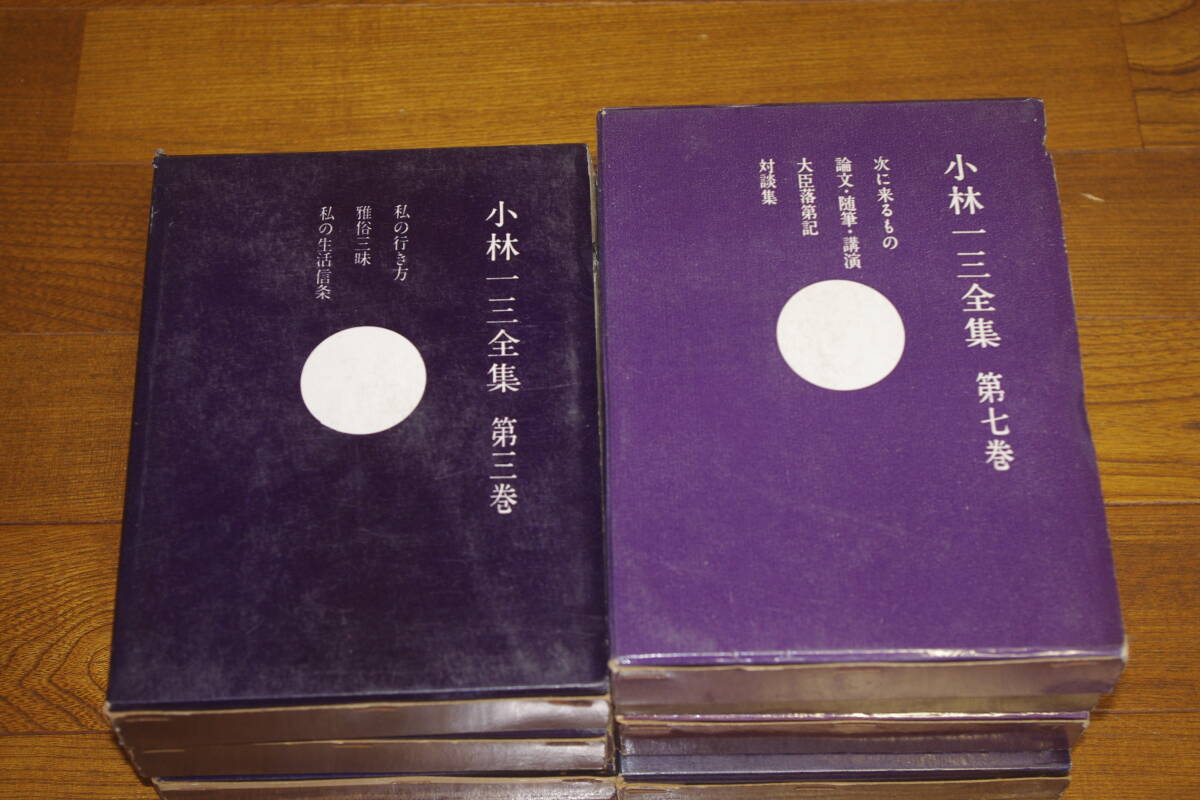 小林一三全集 第三巻
私の行き方
雅俗三昧
私の生活信条
小林一三全集 第七巻
次に来るもの
論文・随筆・講演
大臣落第記
対談集